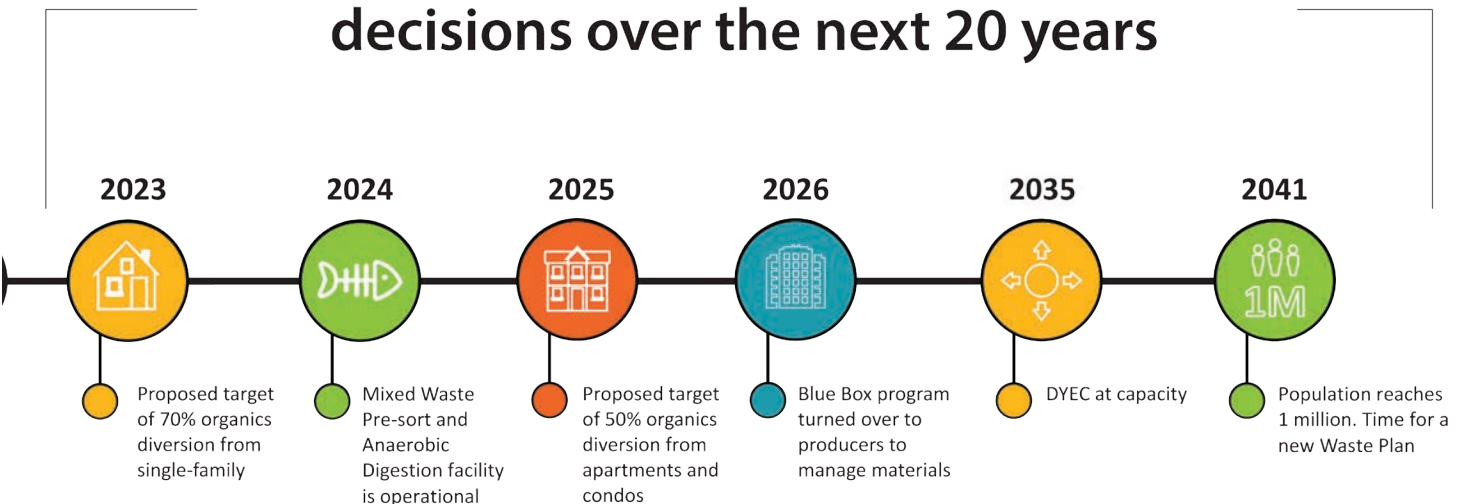 decisions over the next 20 years
2023
2024
2025
2026
2035
2041
1M
Proposed target
of 70% organics
diversion from
single-family
Mixed Waste
Pre-sort and
Anaerobic
Digestion facility
is operational
Proposed target
of 50% organics
diversion from
apartments and
condos
Blue Box program
turned over to
producers to
manage materials
DYEC at capacity
Population reaches
1 million. Time for a
new Waste Plan